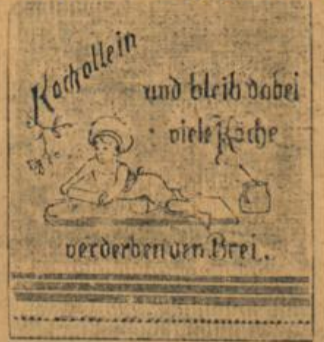 Koch allein
und bleib dabei
viele Köche
verderben den Brei.